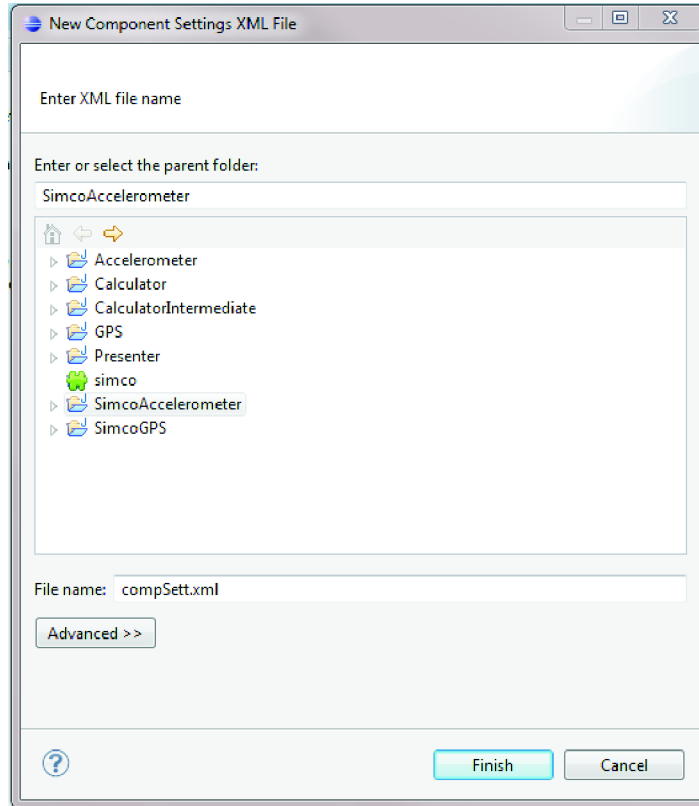 New Component Settings XML File
Enter XML file name
Enter or select the parent folder:
SimcoAccelerometer
Accelerometer
Calculator
CalculatorIntermediate
GPS
Presenter
simco
SimcoAccelerometer
SimcoGPS
File name: compSett.xml
Advanced >>
? Finish Cancel